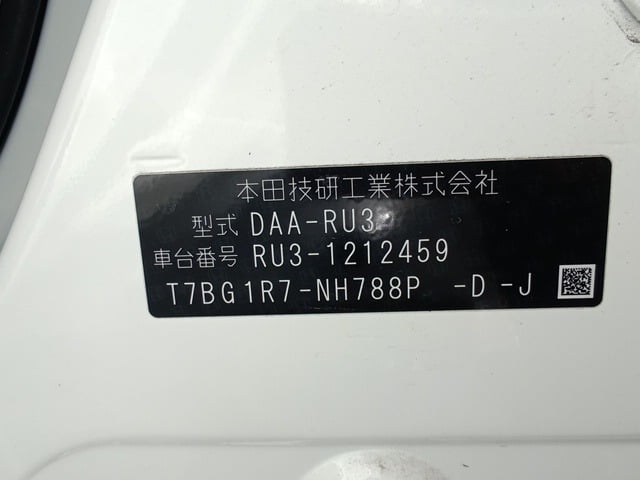 本田技研工業株式会社
型式 DAA-RU3
車台番号 RU3-1212459
T7BG1R7-NH788P -D -J